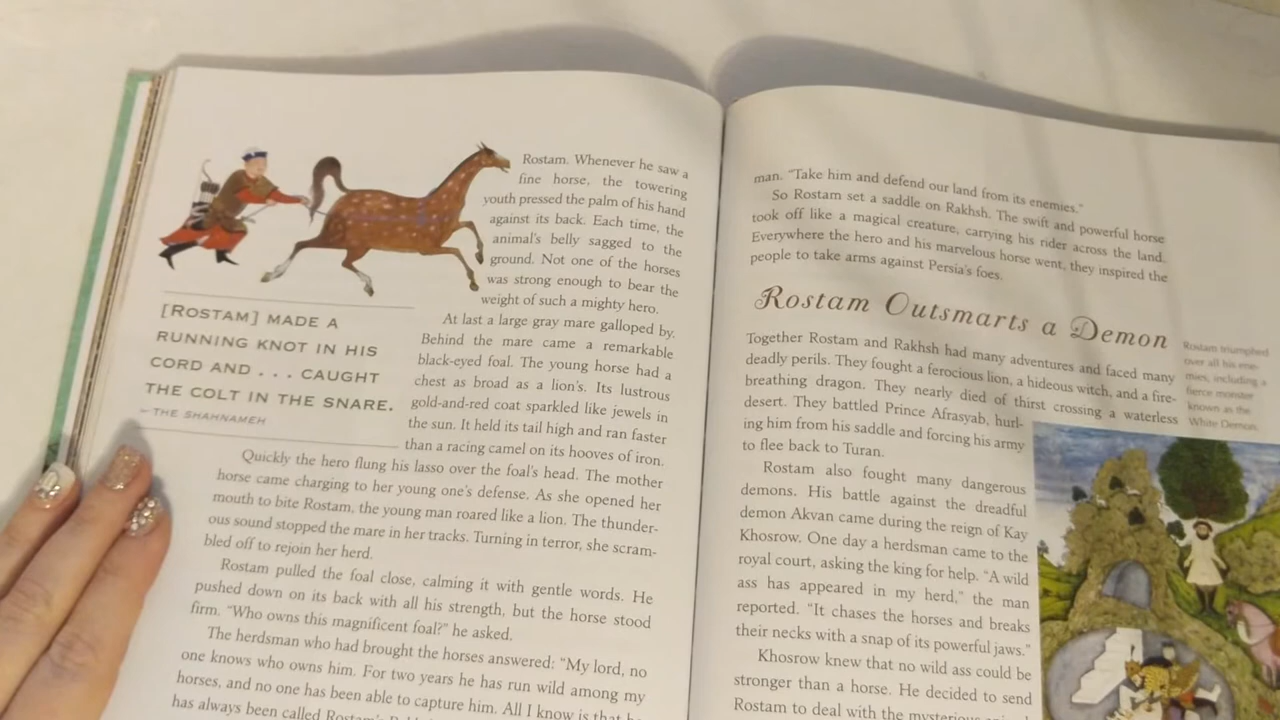 Rostam. Whenever he saw a
fine horse, the towering
youth pressed the palm of his hand
against its back. Each time, the
animal's belly sagged to the
ground. Not one of the horses
was strong enough to bear the
weight of such a mighty hero.
[ROSTAM] MADE A
RUNNING KNOT IN HIS
CORD AND . . . CAUGHT
THE COLT IN THE SNARE.
– THE SHAHNAMEH
At last a large gray mare galloped by.
Behind the mare came a remarkable
black-eyed foal. The young horse had a
chest as broad as a lion's. Its lustrous
gold-and-red coat sparkled like jewels in
the sun. It held its tail high and ran faster
than a racing camel on its hooves of iron.
Quickly the hero flung his lasso over the foal's head. The mother
horse came charging to her young one's defense. As she opened her
mouth to bite Rostam, the young man roared like a lion. The thunder-
ous sound stopped the mare in her tracks. Turning in terror, she scram-
bled off to rejoin her herd.
Rostam pulled the foal close, calming it with gentle words. He
pushed down on its back with all his strength, but the horse stood
firm. "Who owns this magnificent foal?" he asked.
The herdsman who had brought the horses answered: "My lord, no
one knows who owns him. For two years he has run wild among my
horses, and no one has been able to capture him. All I know is that he
has always been called Rostam's
man. "Take him and defend our land from its enemies."
So Rostam set a saddle on Rakhsh. The swift and powerful horse
took off like a magical creature, carrying his rider across the land.
Everywhere the hero and his marvelous horse went, they inspired the
people to take arms against Persia's foes.
Rostam Outsmarts a Demon
Together Rostam and Rakhsh had many adventures and faced many
deadly perils. They fought a ferocious lion, a hideous witch, and a fire-
breathing dragon. They nearly died of thirst crossing a waterless
desert. They battled Prince Afrasyab, hurl-
ing him from his saddle and forcing his army
to flee back to Turan.
Rostam also fought many dangerous
demons. His battle against the dreadful
demon Akvan came during the reign of Kay
Khosrow. One day a herdsman came to the
royal court, asking the king for help. "A wild
ass has appeared in my herd," the man
reported. "It chases the horses and breaks
their necks with a snap of its powerful jaws."
Khosrow knew that no wild ass could be
stronger than a horse. He decided to send
Rostam to deal with the mysterious
Rostam triumphed
over all his ene-
mies, including a
fierce monster
known as the
White Demon.